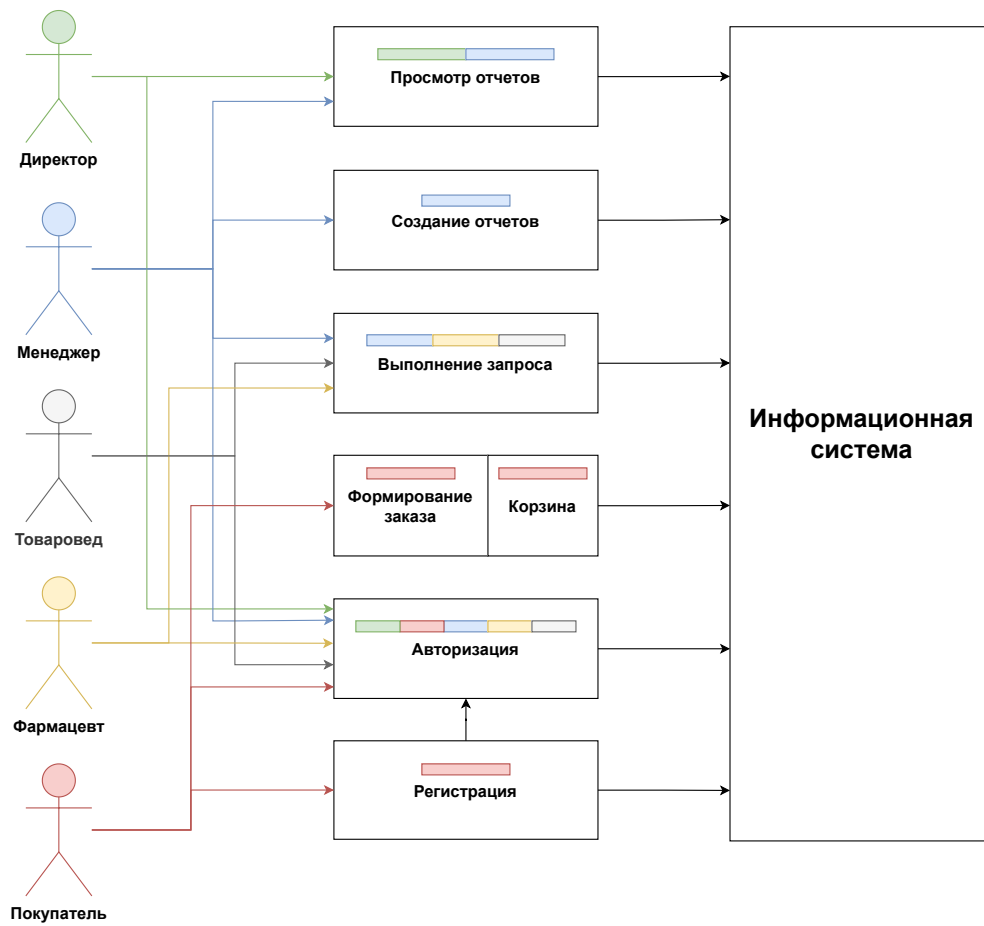 Директор
Менеджер
Товаровед
Фармацевт
Покупатель
Просмотр отчетов
Создание отчетов
Выполнение запроса
Формирование
заказа
Корзина
Авторизация
Регистрация
Информационная
система